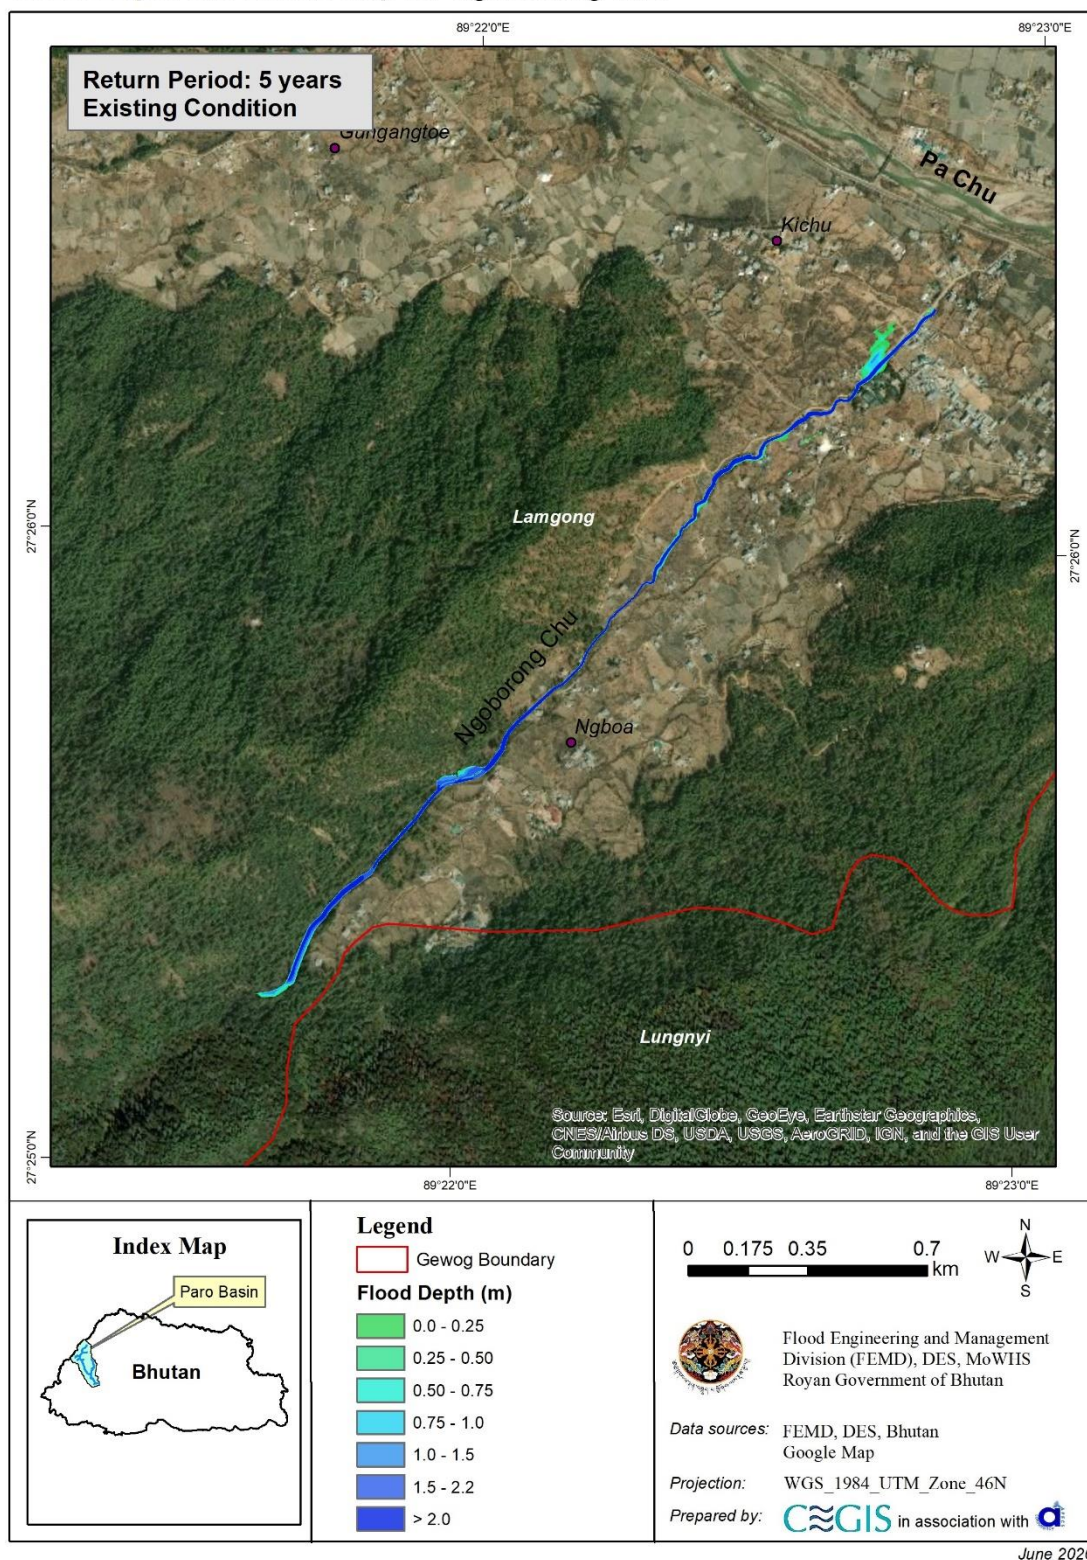 89°22'0"E
89°23'0"E
Return Period: 5 years
Existing Condition
Gungangtoe
Pa Chu
Kichu
27°26'0"N
Lamgong
27°26'0"N
Ngoborong Chu
Ngboa
Lungnyi
Source: Esri, DigitalGlobe, GeoEye, Earthstar Geographics,
CNES/Airbus DS, USDA, USGS, AeroGRID, IGN, and the GIS User
Community
27°25'0"N
89°22'0"E
89°23'0"E
Index Map
Paro Basin
Bhutan
Legend
Gewog Boundary
Flood Depth (m)
0.0 - 0.25
0.25 - 0.50
0.50 - 0.75
0.75 - 1.0
1.0 - 1.5
1.5 - 2.2
> 2.0
0 0.175 0.35 0.7
km
N
W E
S
Flood Engineering and Management
Division (FEMD), DES, MoWHS
Royan Government of Bhutan
Data sources: FEMD, DES, Bhutan
Google Map
Projection: WGS_1984_UTM_Zone_46N
Prepared by: CEGIS in association with
June 2020